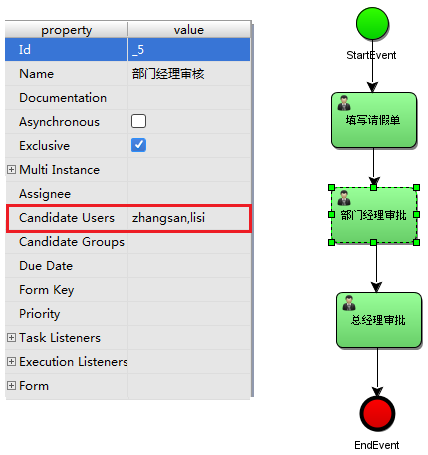 property value
Id _5
Name 部门经理审核
Documentation
Asynchronous
Exclusive
Multi Instance
Assignee
Candidate Users zhangsan,lisi
Candidate Groups
Due Date
Form Key
Priority
Task Listeners
Execution Listeners
Form
StartEvent
填写请假单
部门经理审批
总经理审批
EndEvent